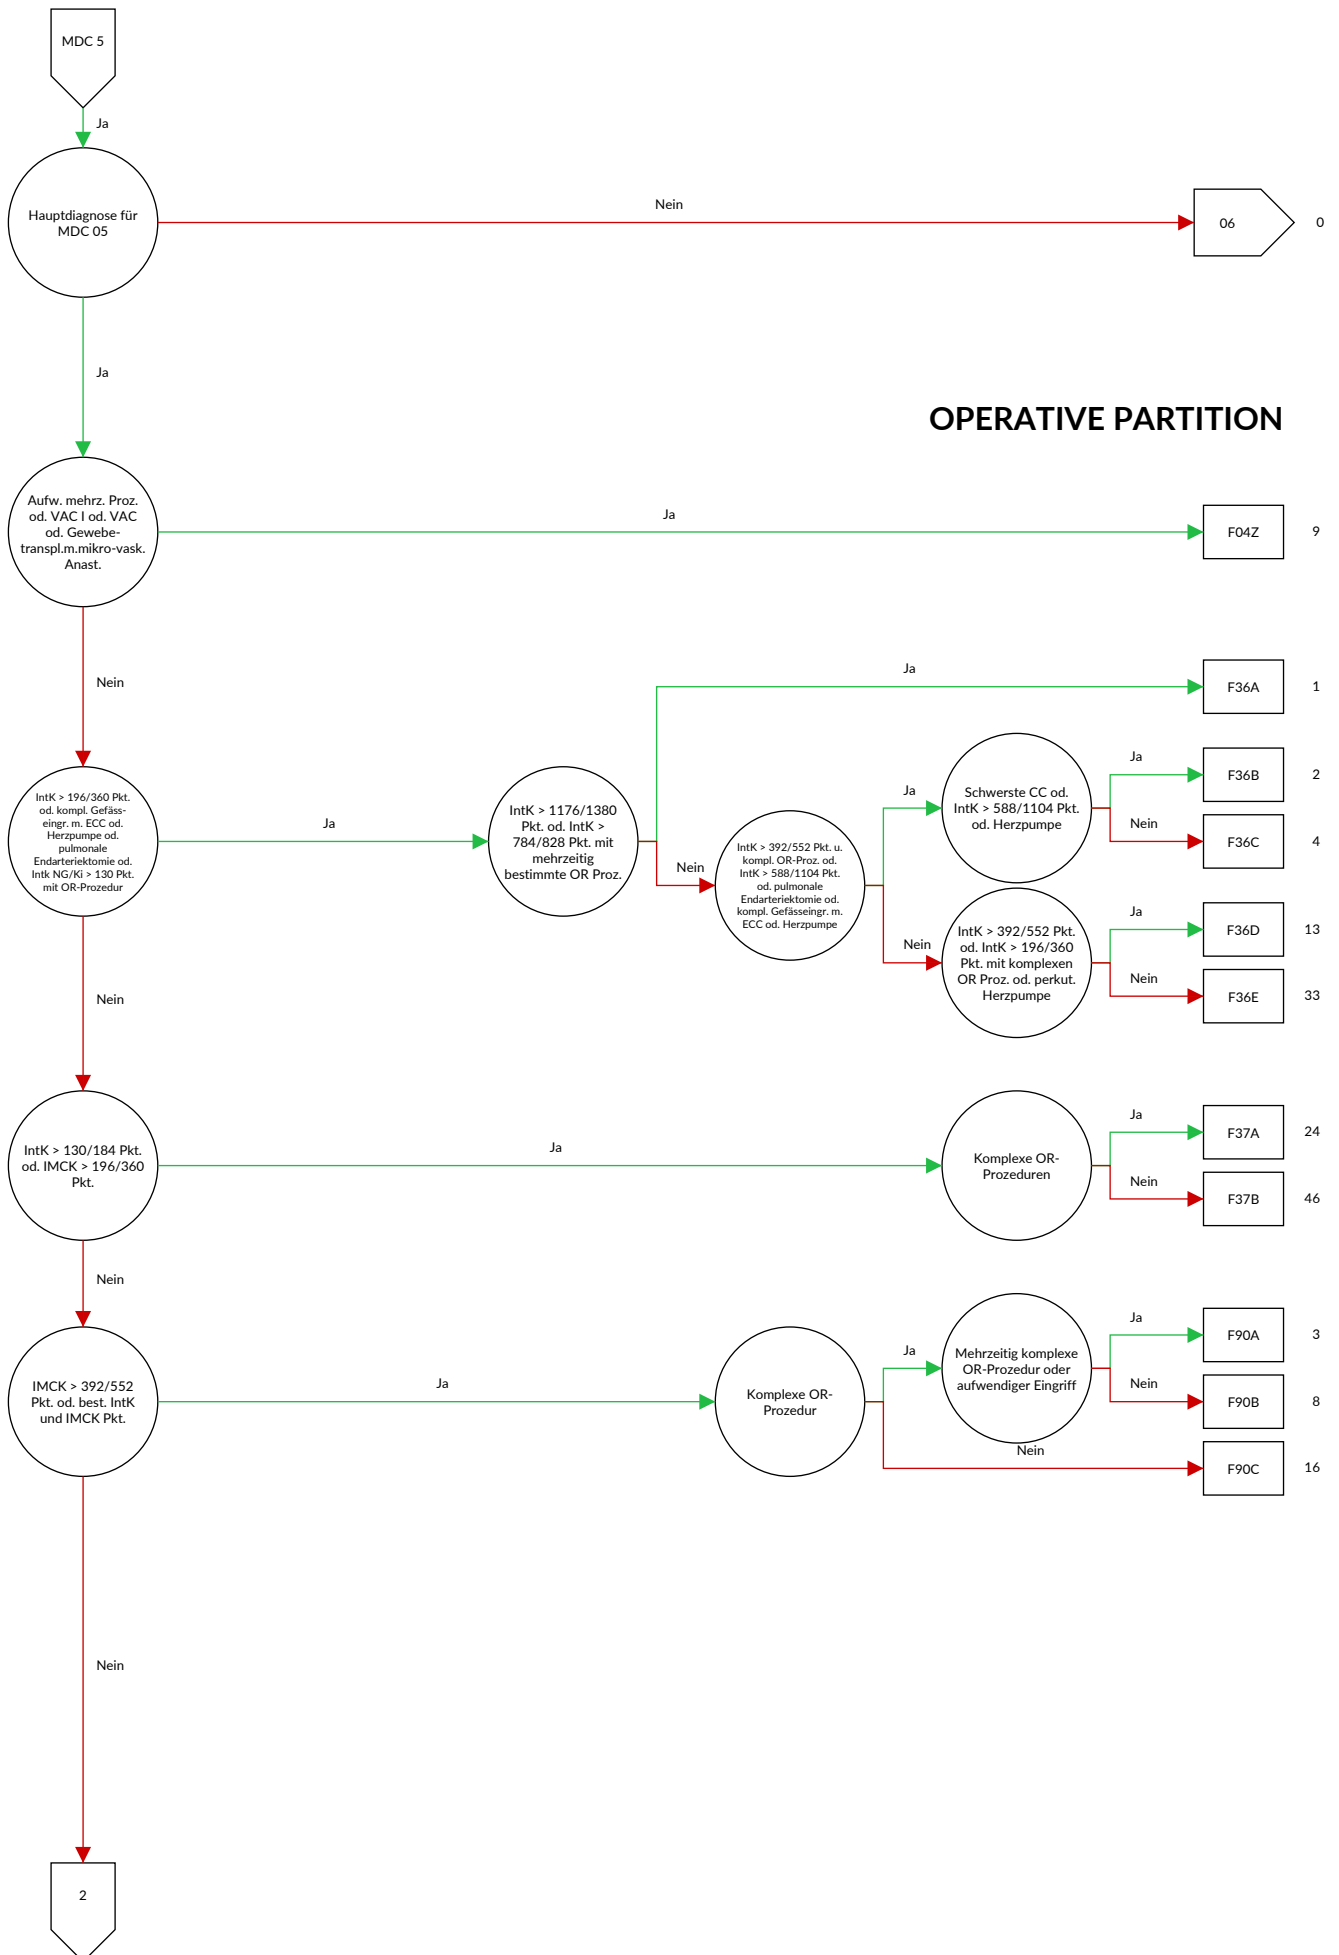 MDC 5
Ja
Hauptdiagnose für
MDC 05
Nein
06
0
Ja
OPERATIVE PARTITION
Aufw. mehrz. Proz.
od. VAC I od. VAC
od. Gewebe-
transpl.m.mikro-vask.
Anast.
Ja
F04Z
9
Nein
IntK > 196/360 Pkt.
od. kompl. Gefäss-
eingr. m. ECC od.
Herzpumpe od.
pulmonale
Endarteriektomie od.
Intk NG/Ki > 130 Pkt.
mit OR-Prozedur
Ja
IntK > 1176/1380
Pkt. od. IntK >
784/828 Pkt. mit
mehrzeitig
bestimmte OR Proz.
Ja
F36A
1
Nein
IntK > 392/552 Pkt. u.
kompl. OR-Proz. od.
IntK > 588/1104 Pkt.
od. pulmonale
Endarteriektomie od.
kompl. Gefässeingr. m.
ECC od. Herzpumpe
Ja
Schwerste CC od.
IntK > 588/1104 Pkt.
od. Herzpumpe
Ja
F36B
2
Nein
F36C
4
Nein
IntK > 392/552 Pkt.
od. IntK > 196/360
Pkt. mit komplexen
OR Proz. od. perkut.
Herzpumpe
Ja
F36D
13
Nein
F36E
33
Nein
IntK > 130/184 Pkt.
od. IMCK > 196/360
Pkt.
Ja
Komplexe OR-
Prozeduren
Ja
F37A
24
Nein
F37B
46
Nein
IMCK > 392/552
Pkt. od. best. IntK
und IMCK Pkt.
Ja
Komplexe OR-
Prozedur
Ja
Mehrzeitig komplexe
OR-Prozedur oder
aufwendiger Eingriff
Ja
F90A
3
Nein
F90B
8
Nein
F90C
16
Nein
2